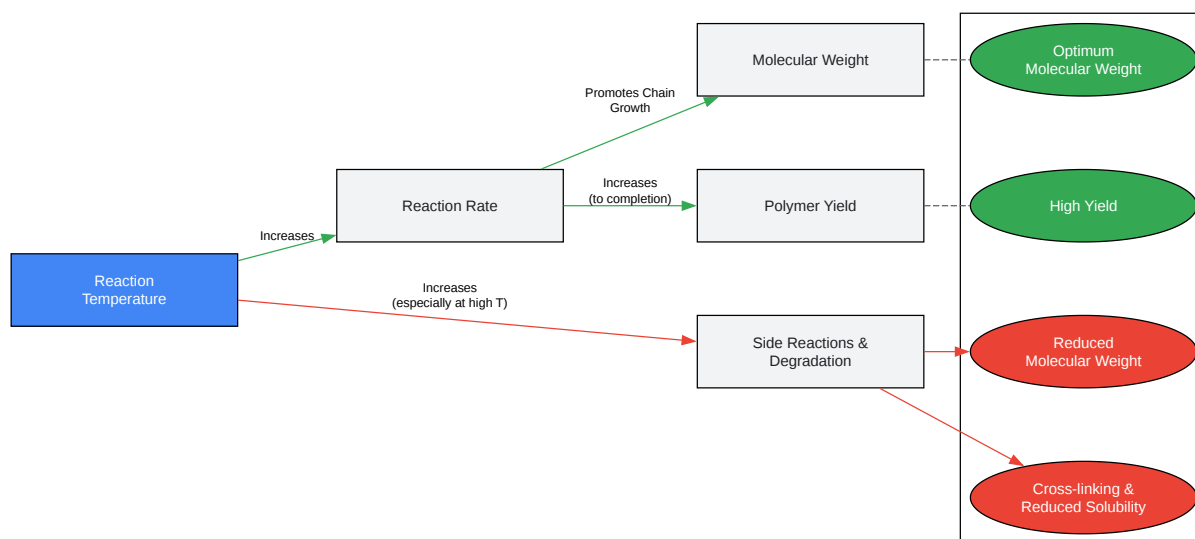 Molecular Weight
Optimum
Molecular Weight
Promotes Chain
Growth
Reaction Rate
Increases
(to completion)
Polymer Yield
High Yield
Increases
Reaction
Temperature
Increases
(especially at high T)
Side Reactions &
Degradation
Reduced
Molecular Weight
Cross-linking &
Reduced Solubility